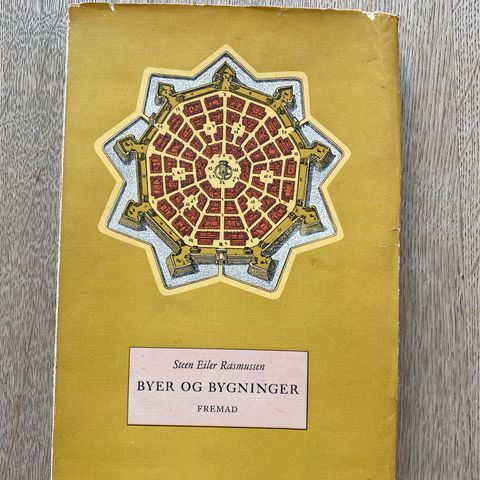 Steen Eiler Rasmussen
BYER OG BYGNINGER
FREMAD